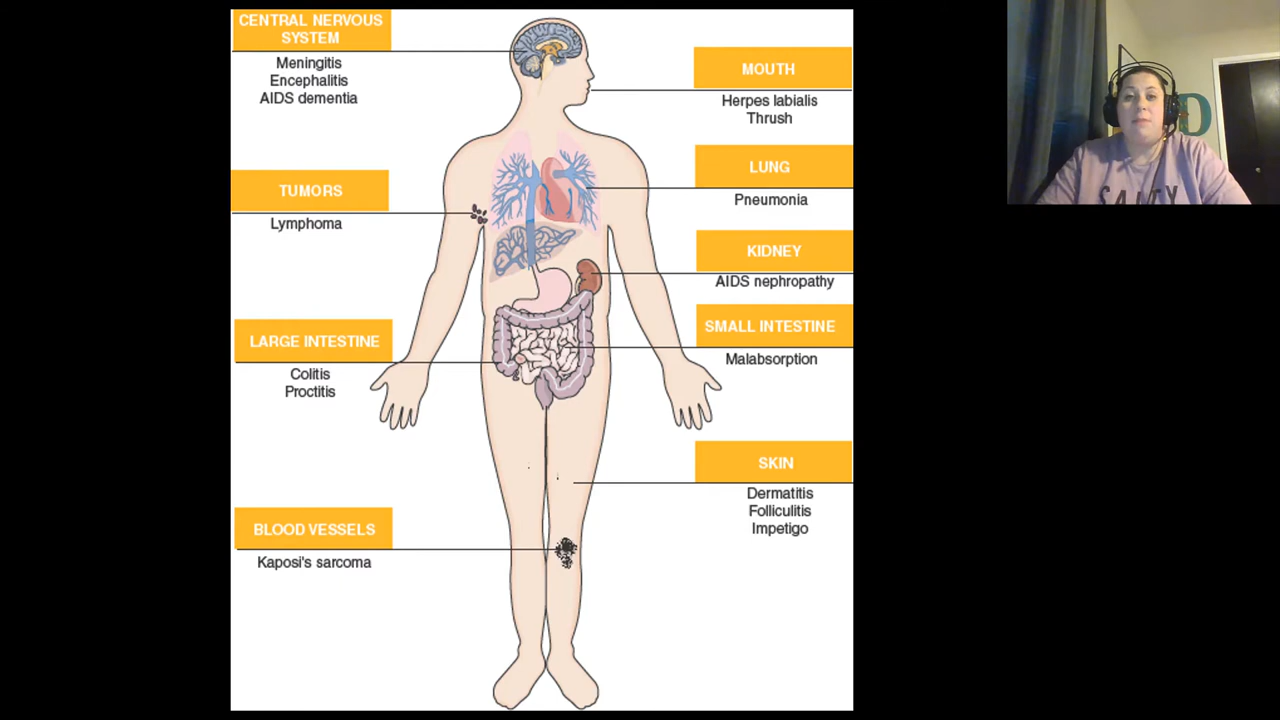 CENTRAL NERVOUS
SYSTEM
Meningitis
Encephalitis
AIDS dementia
TUMORS
Lymphoma
LARGE INTESTINE
Colitis
Proctitis
BLOOD VESSELS
Kaposi's sarcoma
MOUTH
Herpes labialis
Thrush
LUNG
Pneumonia
KIDNEY
AIDS nephropathy
SMALL INTESTINE
Malabsorption
SKIN
Dermatitis
Folliculitis
Impetigo